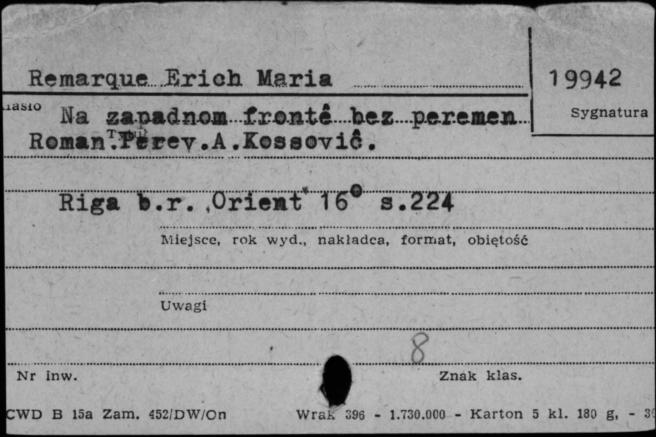 Remarque Erich Maria
19942
Sygnatura
Na zapadnom frontê bez peremen
Roman. Perev.A.Kossovič.
Riga b.r. "Orient" 16° s.224
Miejsce, rok wyd., nakładca, format, objętość
Uwagi
8
Nr inw.
Znak klas.
CWD B 15a Zam. 452/DW/On
Wrak 396 - 1.730.000 - Karton 5 kl. 180 g, -